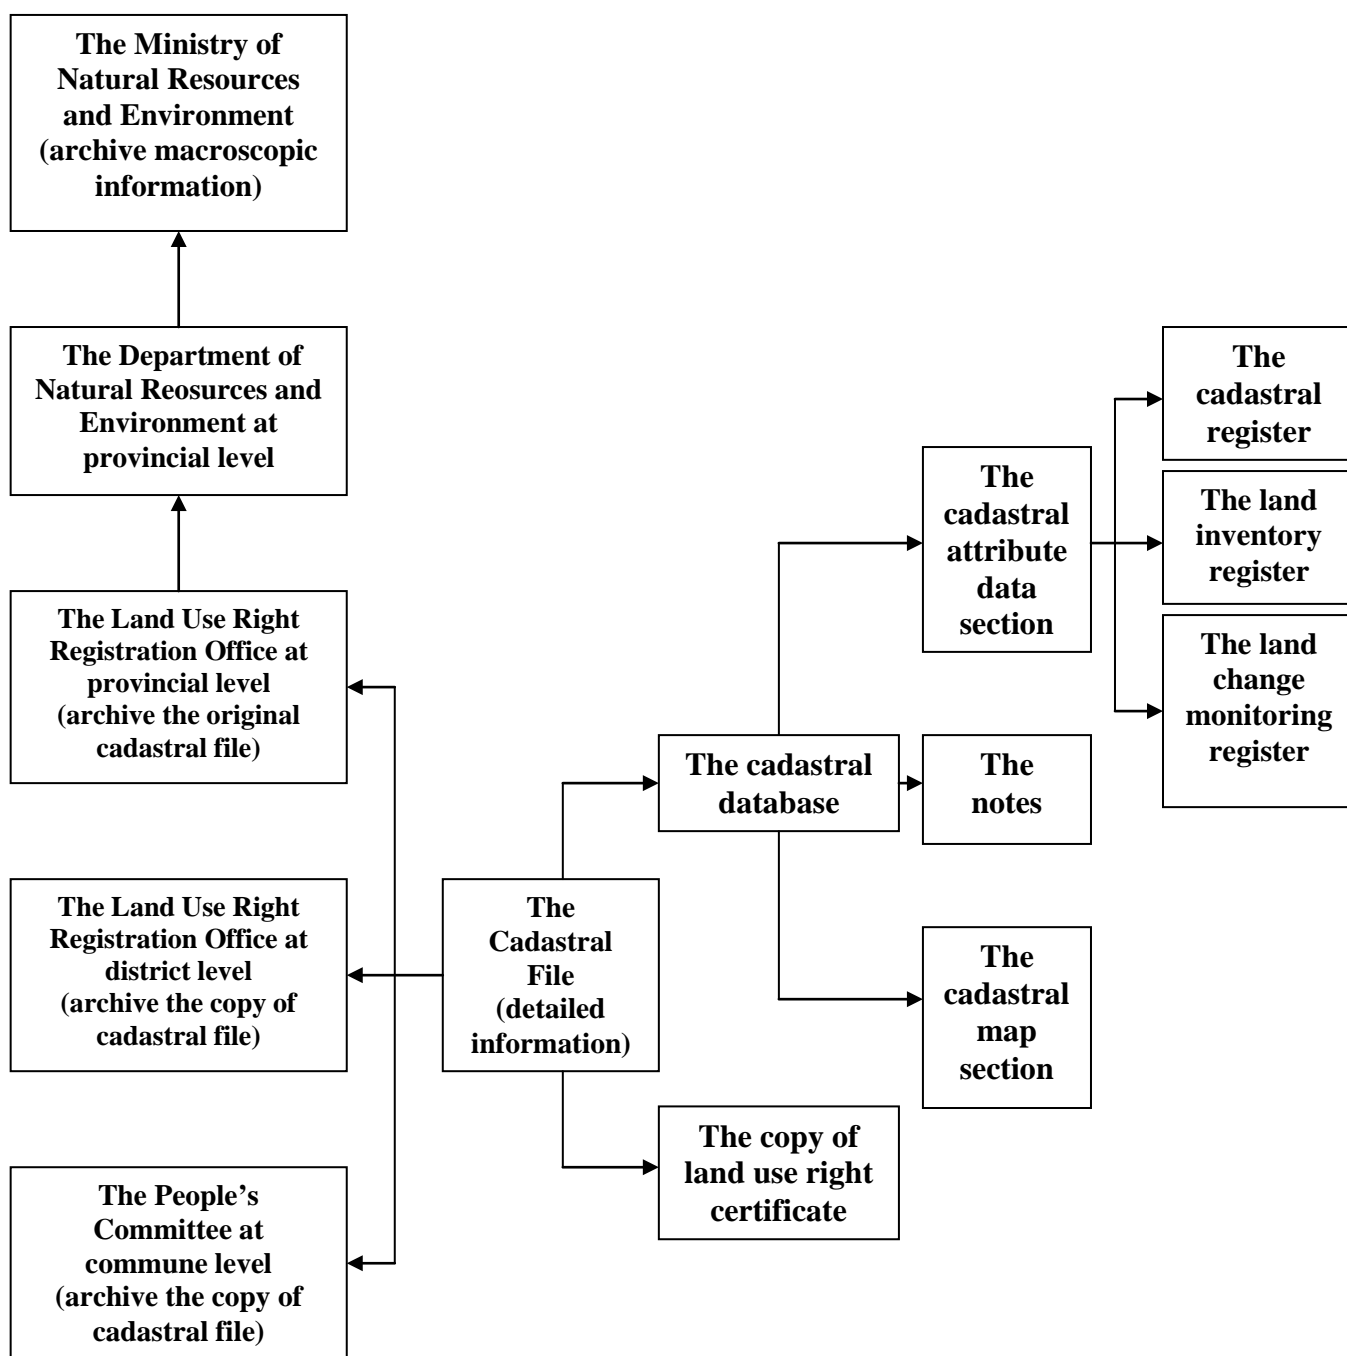 The Ministry of
Natural Resources
and Environment
(archive macroscopic
information)
The Department of
Natural Reosurces and
Environment at
provincial level
The Land Use Right
Registration Office at
provincial level
(archive the original
cadastral file)
The Land Use Right
Registration Office at
district level
(archive the copy of
cadastral file)
The People’s
Committee at
commune level
(archive the copy of
cadastral file)
The
Cadastral
File
(detailed
information)
The cadastral
database
The copy of
land use right
certificate
The
cadastral
attribute
data
section
The
notes
The
cadastral
map
section
The
cadastral
register
The land
inventory
register
The land
change
monitoring
register